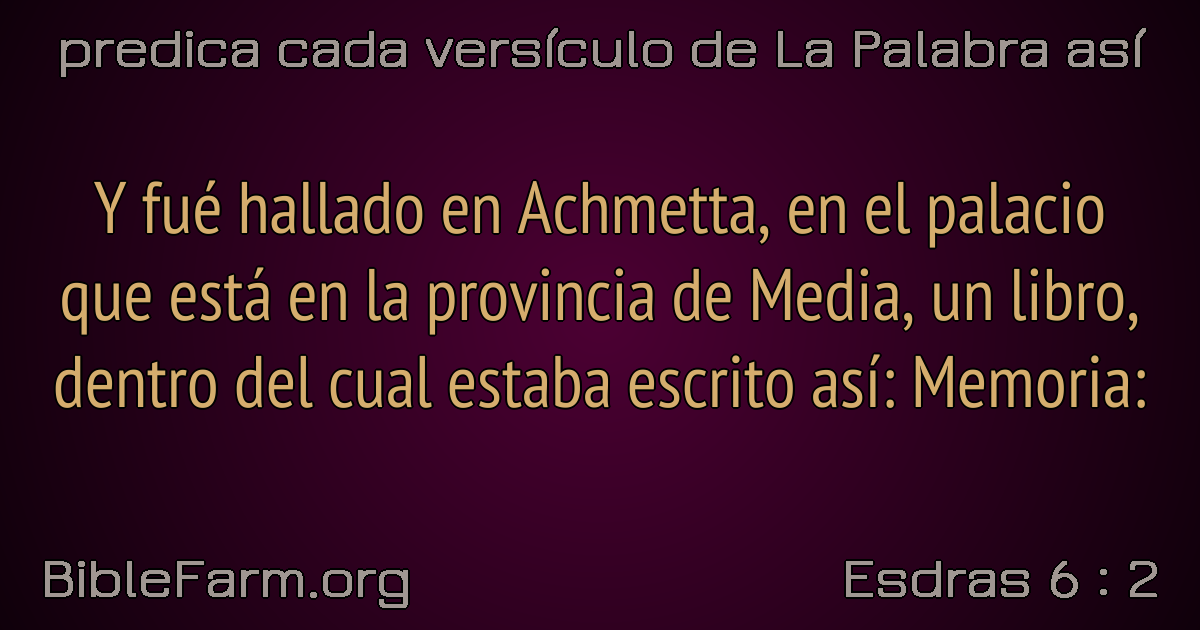 predica cada versículo de La Palabra así
Y fué hallado en Achmetta, en el palacio
que está en la provincia de Media, un libro,
dentro del cual estaba escrito así: Memoria:
BibleFarm.org
Esdras 6 : 2